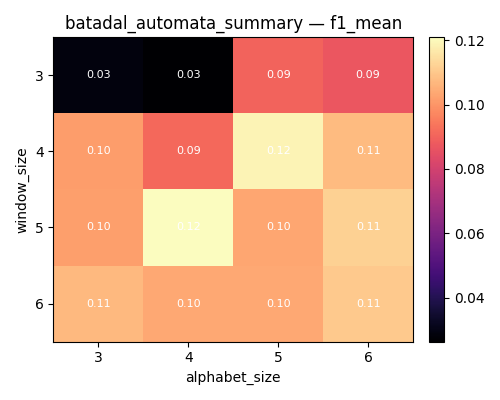 batadal_automata_summary — f1_mean
3 0.03 0.03 0.09 0.09 0.12
4 0.10 0.09 0.12 0.11 0.10
5 0.10 0.12 0.10 0.11 0.08
6 0.11 0.10 0.10 0.11 0.06
0.04
3 4 5 6
window_size
alphabet_size